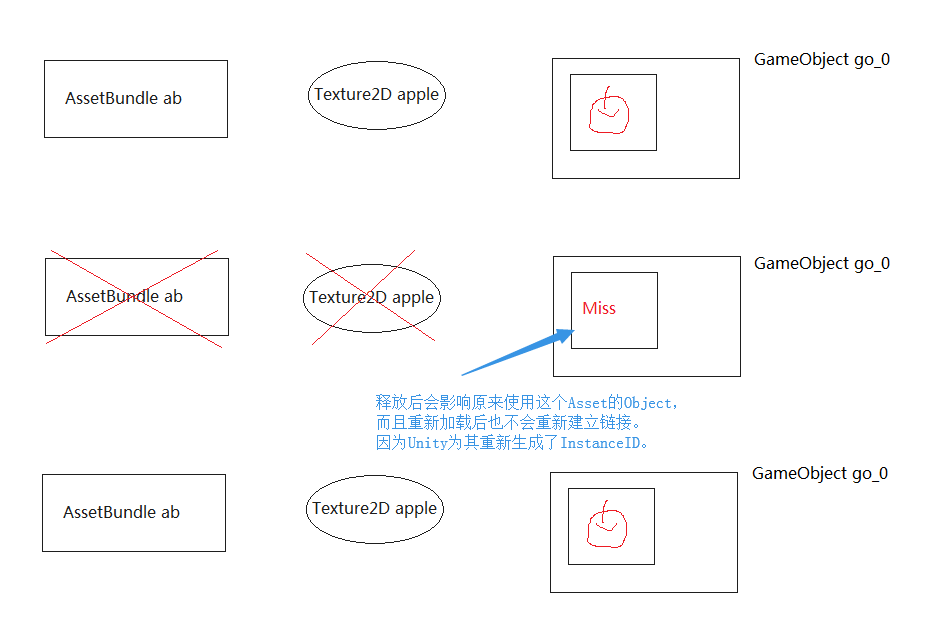 GameObject go_0
AssetBundle ab
Texture2D apple
GameObject go_0
AssetBundle ab
Texture2D apple
Miss
释放后会影响原来使用这个Asset的Object，
而且重新加载后也不会重新建立链接。
因为Unity为其重新生成了InstanceID。
GameObject go_0
AssetBundle ab
Texture2D apple